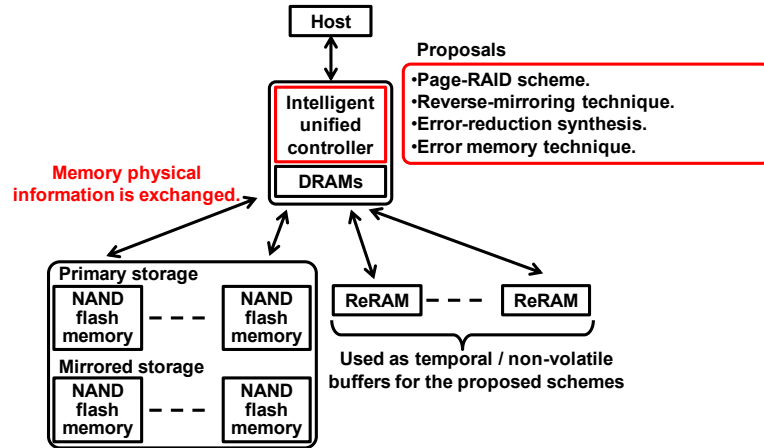 Host
Proposals
•Page-RAID scheme.
•Reverse-mirroring technique.
•Error-reduction synthesis.
•Error memory technique.
Intelligent
unified
controller
DRAMs
Memory physical
information is exchanged.
Primary storage
NAND
flash
memory
NAND
flash
memory
Mirrored storage
NAND
flash
memory
NAND
flash
memory
ReRAM
ReRAM
Used as temporal / non-volatile
buffers for the proposed schemes